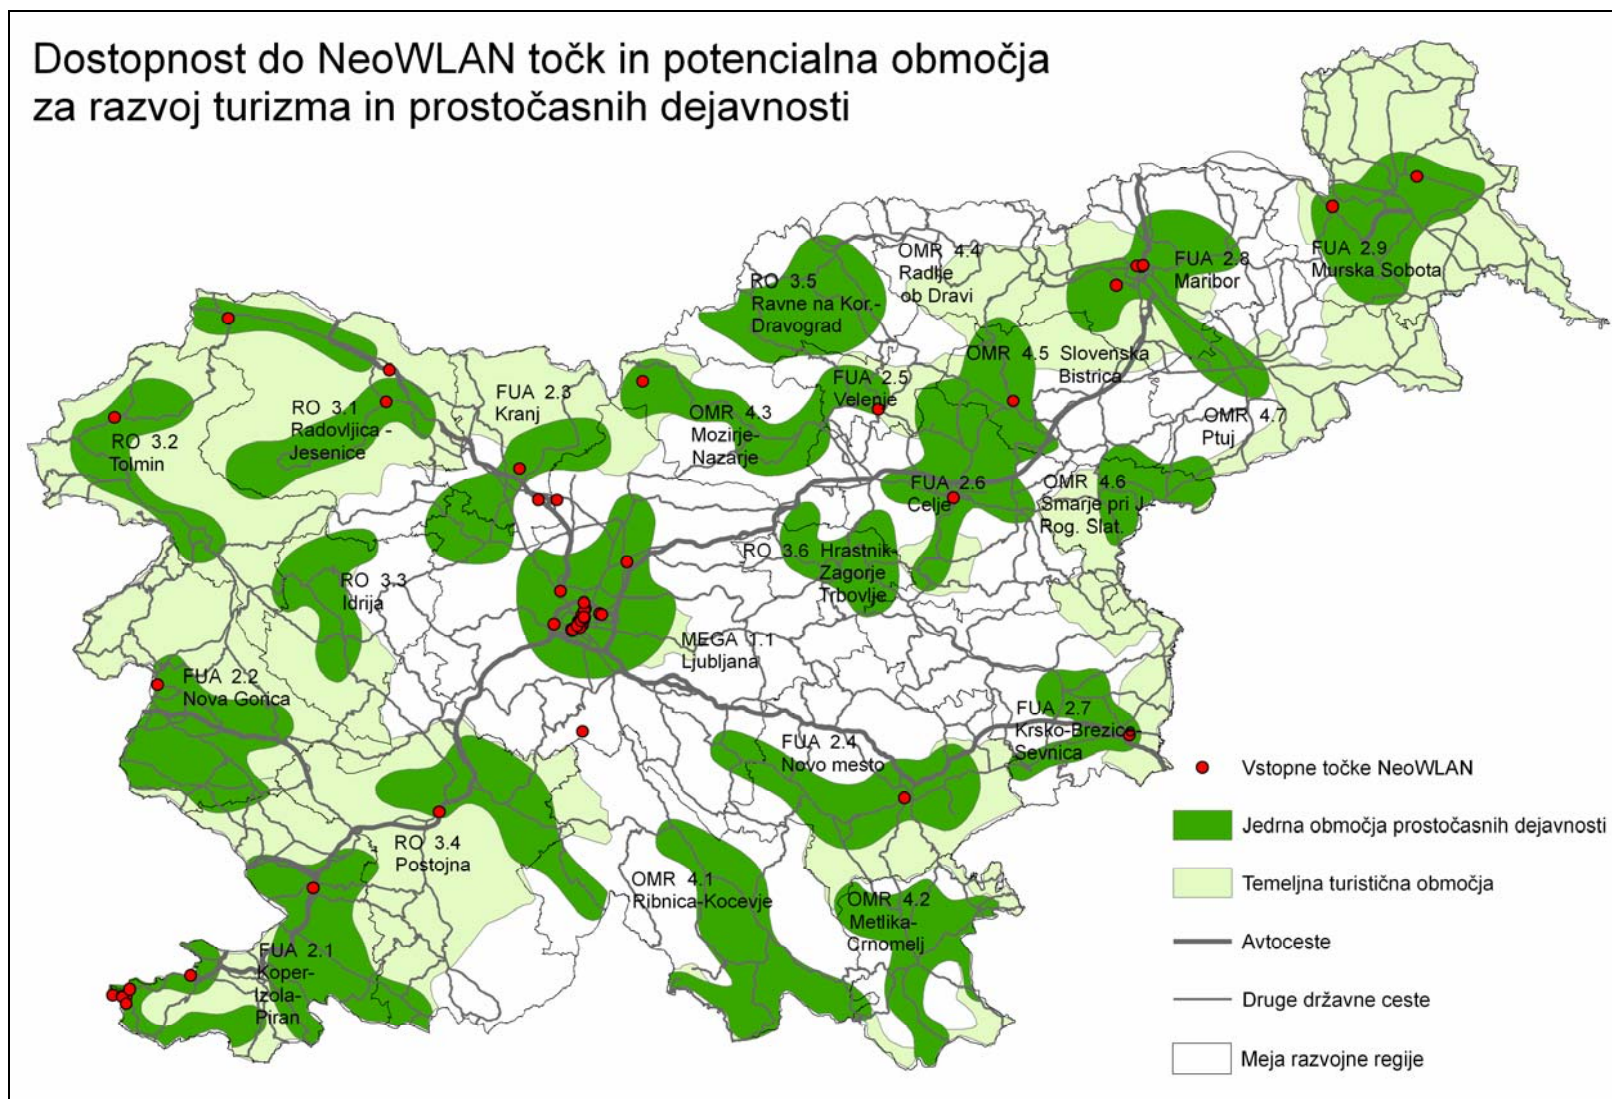 Dostopnost do NeoWLAN točk in potencialna območja
za razvoj turizma in prostočasnih dejavnosti
OMR 4.4
Radlje
ob Dravi
FUA 2.8
Maribor
FUA 2.9
Murska Sobota
RO 3.5
Ravne na Kor.-
Dravograd
OMR 4.5 Slovenska
Bistrica
FUA 2.5
Velenje
FUA 2.3
Kranj
RO 3.1
Radovljica -
Jesenice
OMR 4.3
Mozirje-
Nazarje
OMR 4.7
Ptuj
RO 3.2
Tolmin
FUA 2.6
Celje
OMR 4.6
Smarje pri J.-
Rog. Slat.
RO 3.6 Hrastnik-
Zagorje
Trbovlje
RO 3.3
Idrija
MEGA 1.1
Ljubljana
FUA 2.2
Nova Gorica
FUA 2.7
Krsko-Brezice-
Sevnica
FUA 2.4
Novo mesto
RO 3.4
Postojna
OMR 4.1
Ribnica-Kocevje
OMR 4.2
Metlika-
Crnomelj
FUA 2.1
Koper-
Izola-
Piran
Vstopne točke NeoWLAN
Jedrna območja prostočasnih dejavnosti
Temeljna turistična območja
Avtoceste
Druge državne ceste
Meja razvojne regije